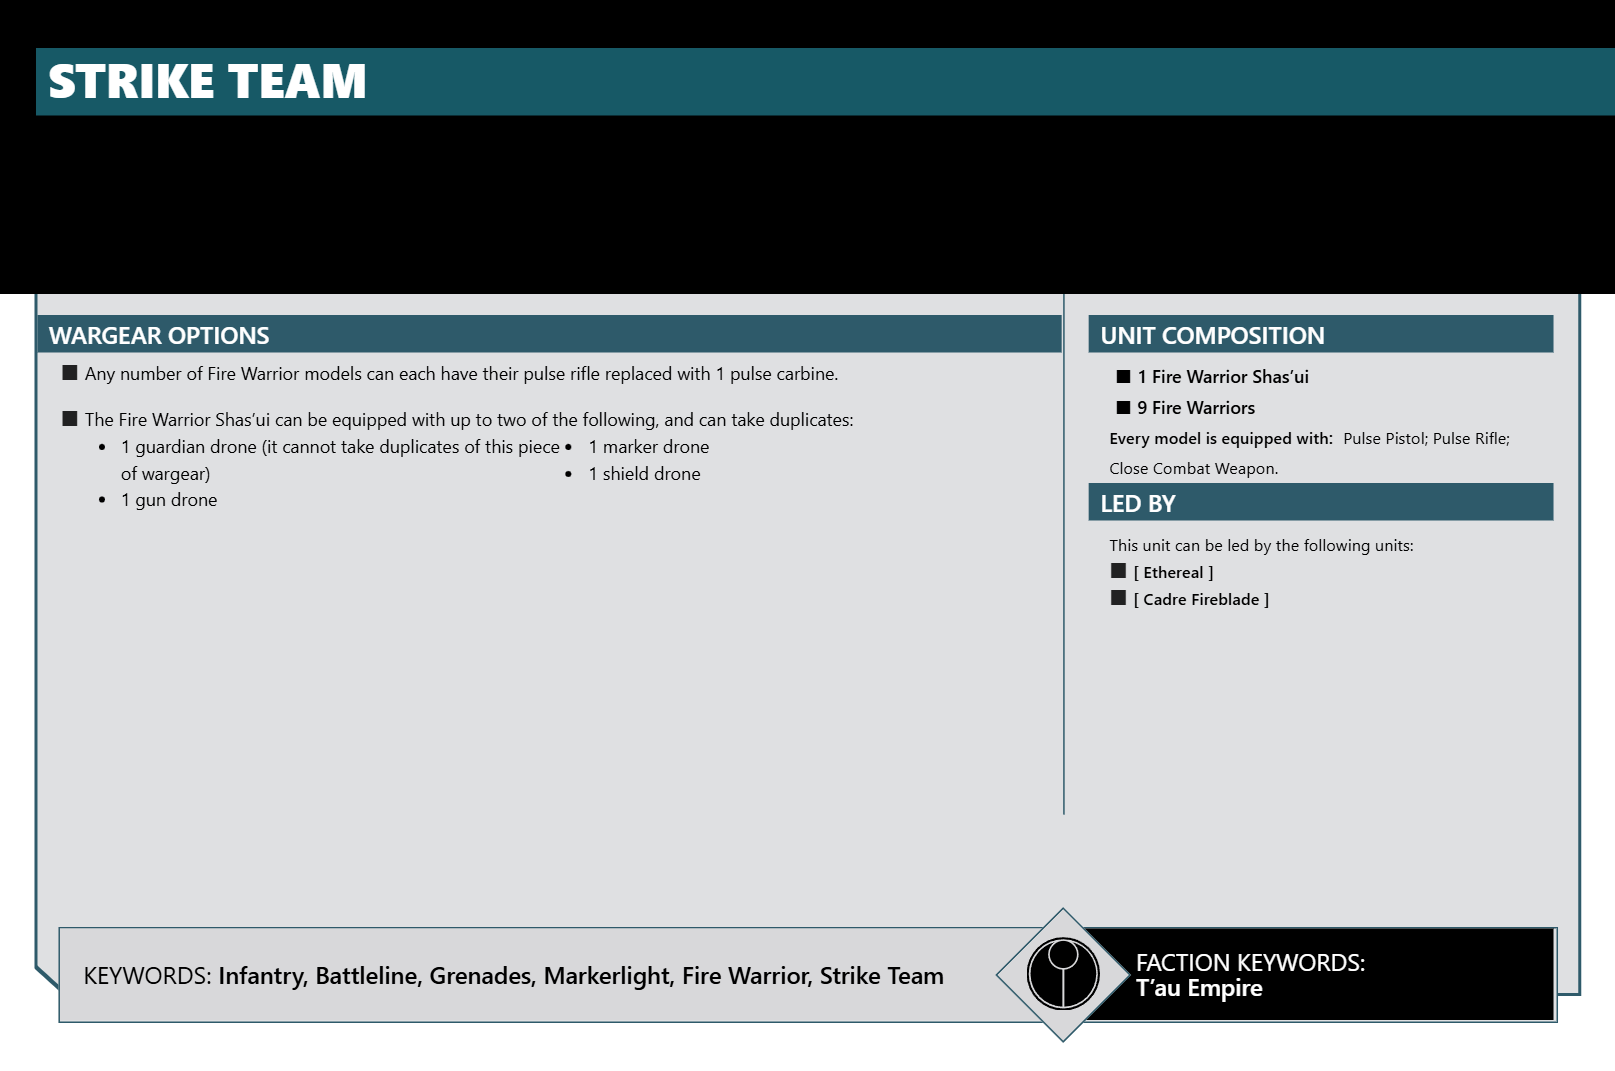 STRIKE TEAM
WARGEAR OPTIONS
Any number of Fire Warrior models can each have their pulse rifle replaced with 1 pulse carbine.
The Fire Warrior Shas’ui can be equipped with up to two of the following, and can take duplicates:
• 1 guardian drone (it cannot take duplicates of this piece
of wargear)
• 1 gun drone
• 1 marker drone
• 1 shield drone
UNIT COMPOSITION
■ 1 Fire Warrior Shas’ui
■ 9 Fire Warriors
Every model is equipped with: Pulse Pistol; Pulse Rifle;
Close Combat Weapon.
LED BY
This unit can be led by the following units:
■ [ Ethereal ]
■ [ Cadre Fireblade ]
KEYWORDS: Infantry, Battleline, Grenades, Markerlight, Fire Warrior, Strike Team
FACTION KEYWORDS:
T’au Empire